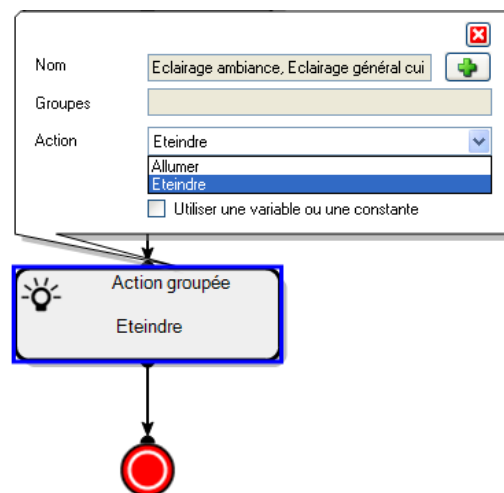 Nom
Eclairage ambiance, Eclairage général cui
Groupes
Action
Eteindre
Allumer
Eteindre
Utiliser une variable ou une constante
Action groupée
Eteindre